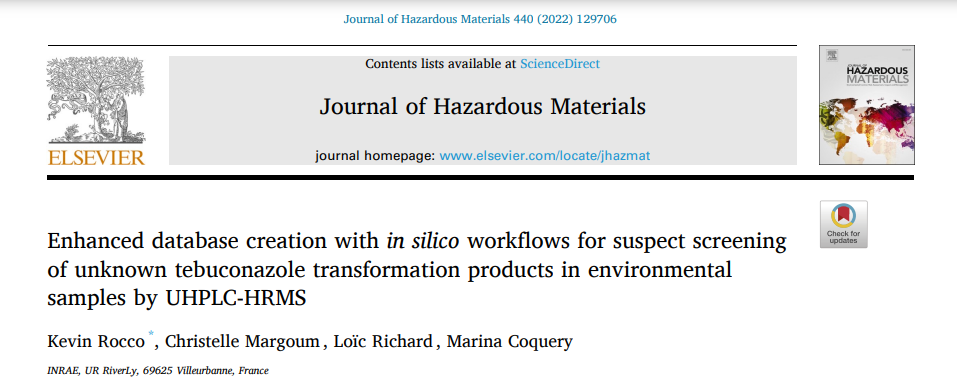 Journal of Hazardous Materials 440 (2022) 129706
Contents lists available at ScienceDirect
Journal of Hazardous Materials
journal homepage: www.elsevier.com/locate/jhazmat
ELSEVIER
HAZARDOUS
MATERIALS
Check for
updates
Enhanced database creation with in silico workflows for suspect screening
of unknown tebuconazole transformation products in environmental
samples by UHPLC-HRMS
Kevin Rocco *, Christelle Margoum, Loïc Richard, Marina Coquery
INRAE, UR RiverLy, 69625 Villeurbanne, France